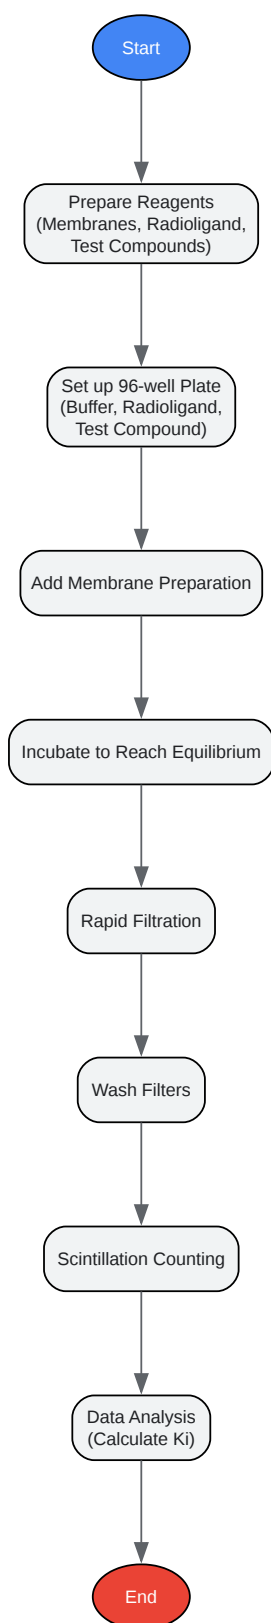 Start
Prepare Reagents
(Membranes, Radioligand,
Test Compounds)
Set up 96-well Plate
(Buffer, Radioligand,
Test Compound)
Add Membrane Preparation
Incubate to Reach Equilibrium
Rapid Filtration
Wash Filters
Scintillation Counting
Data Analysis
(Calculate Ki)
End